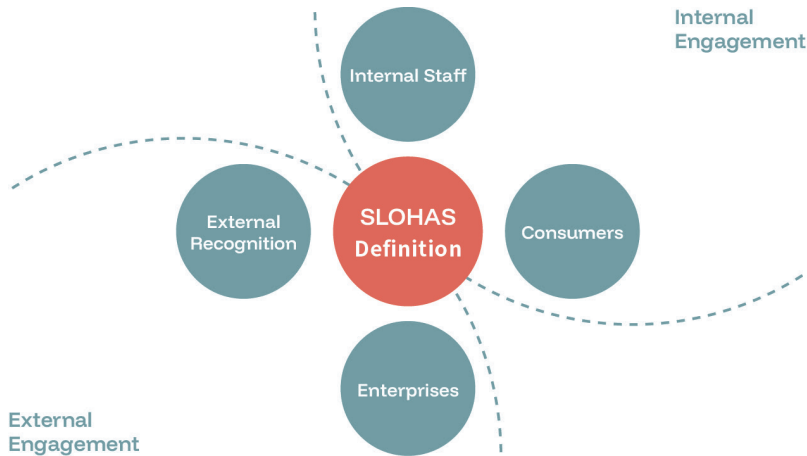 Internal
Engagement
Internal Staff
External
Recognition
SLOHAS
Definition
Consumers
Enterprises
External
Engagement